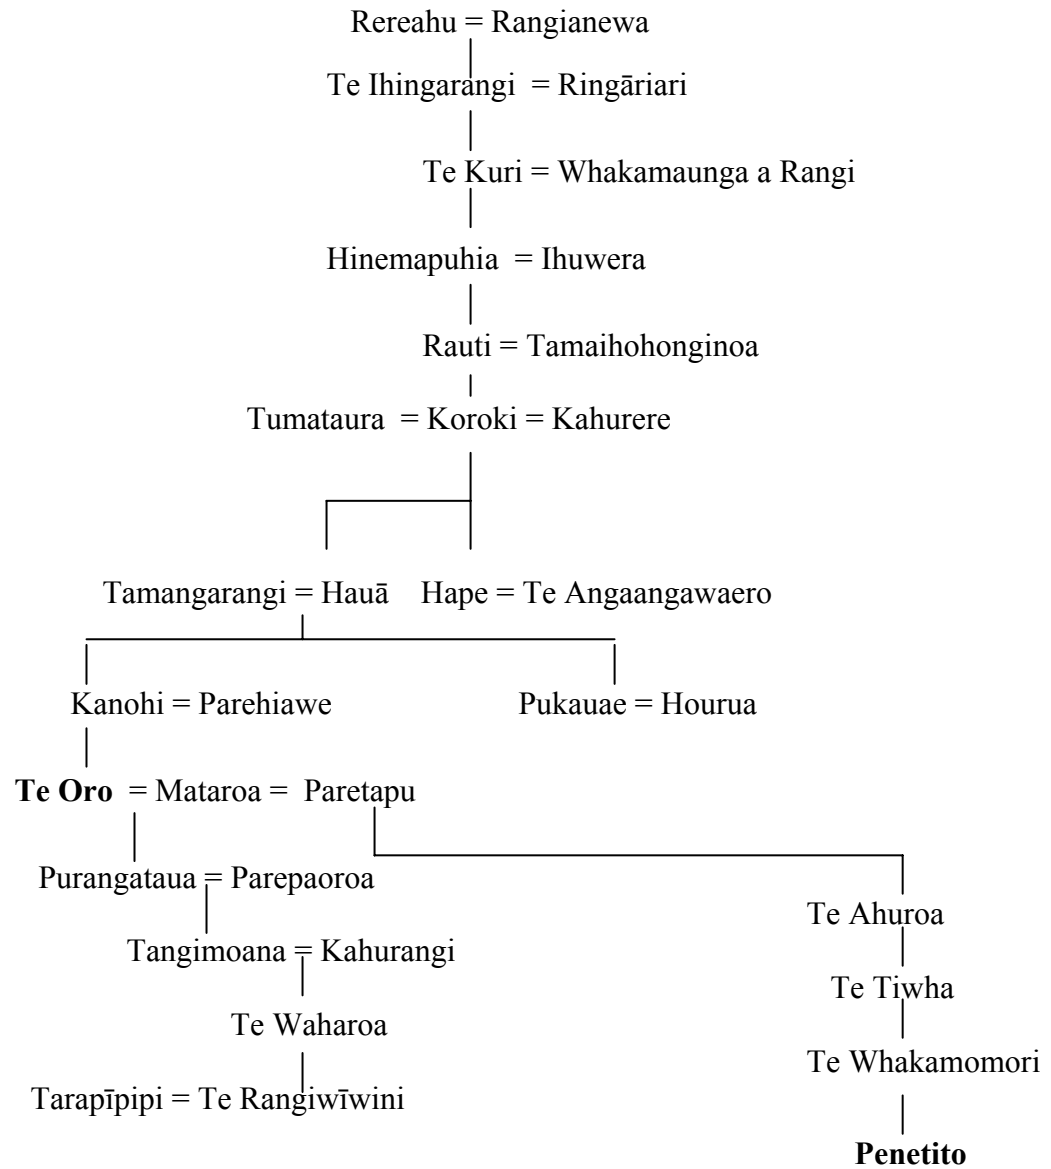 Rereahu = Rangianewa
Te Ihingarangi = Ringāriari
Te Kuri = Whakamaunga a Rangi
Hinemapuhia = Ihuwera
Rauti = Tamaihohonginoa
Tumataura = Koroki = Kahurere
Tamangarangi = Hauā Hape = Te Angaangawaero
Kanohi = Parehiawe Pukauae = Hourua
Te Oro = Mataroa = Paretapu
Purangataua = Parepaoroa
Te Ahuroa
Tangimoana = Kahurangi
Te Tiwha
Te Waharoa
Te Whakamomori
Tarapīpipi = Te Rangiwīwini
Penetito